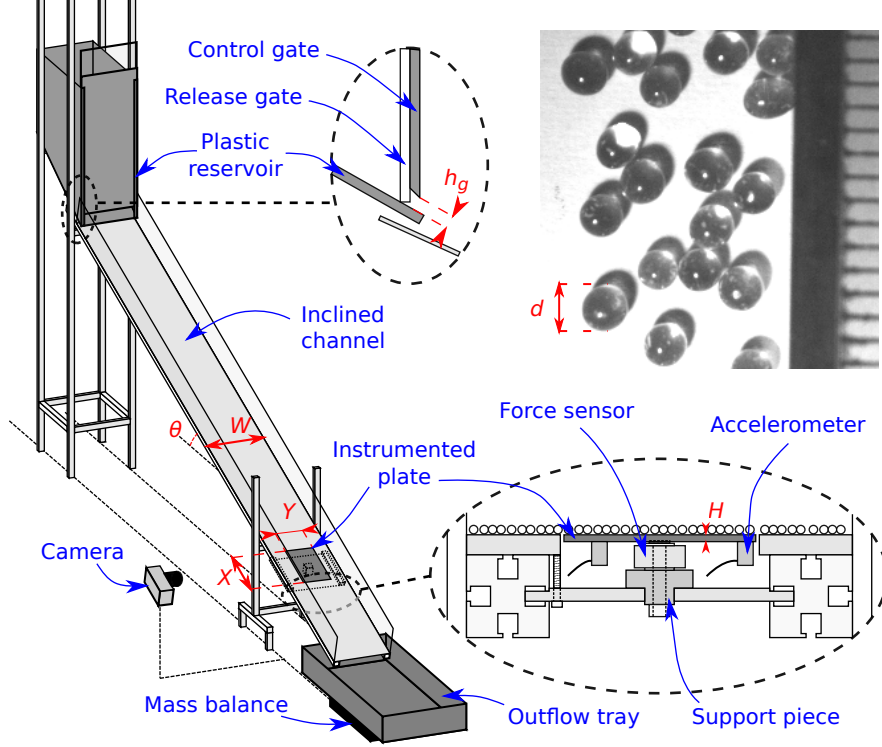 Control gate
Release gate
Plastic
reservoir
h_g
d
Inclined
channel
θ
W
Force sensor
Accelerometer
Instrumented
plate
H
Y
X
Camera
Mass balance
Outflow tray
Support piece